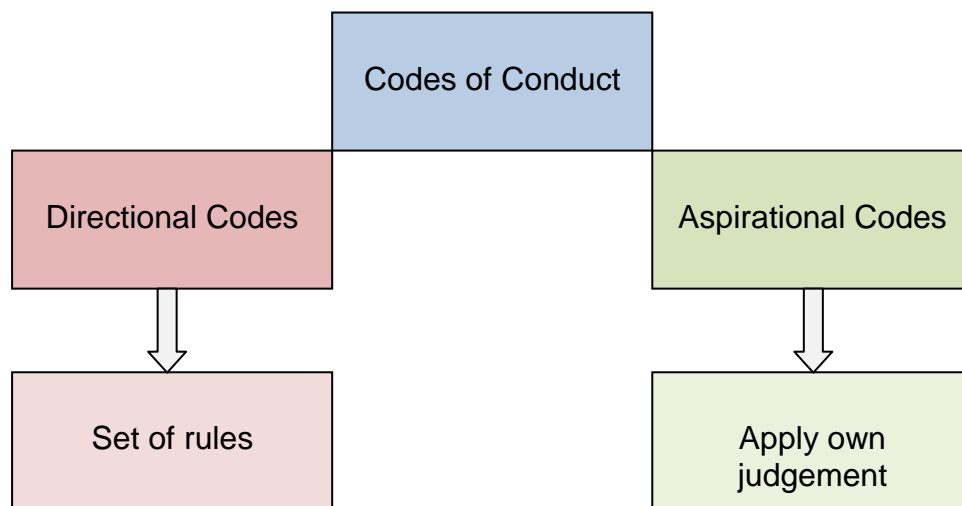 Codes of Conduct
Directional Codes
Aspirational Codes
Set of rules
Apply own
judgement